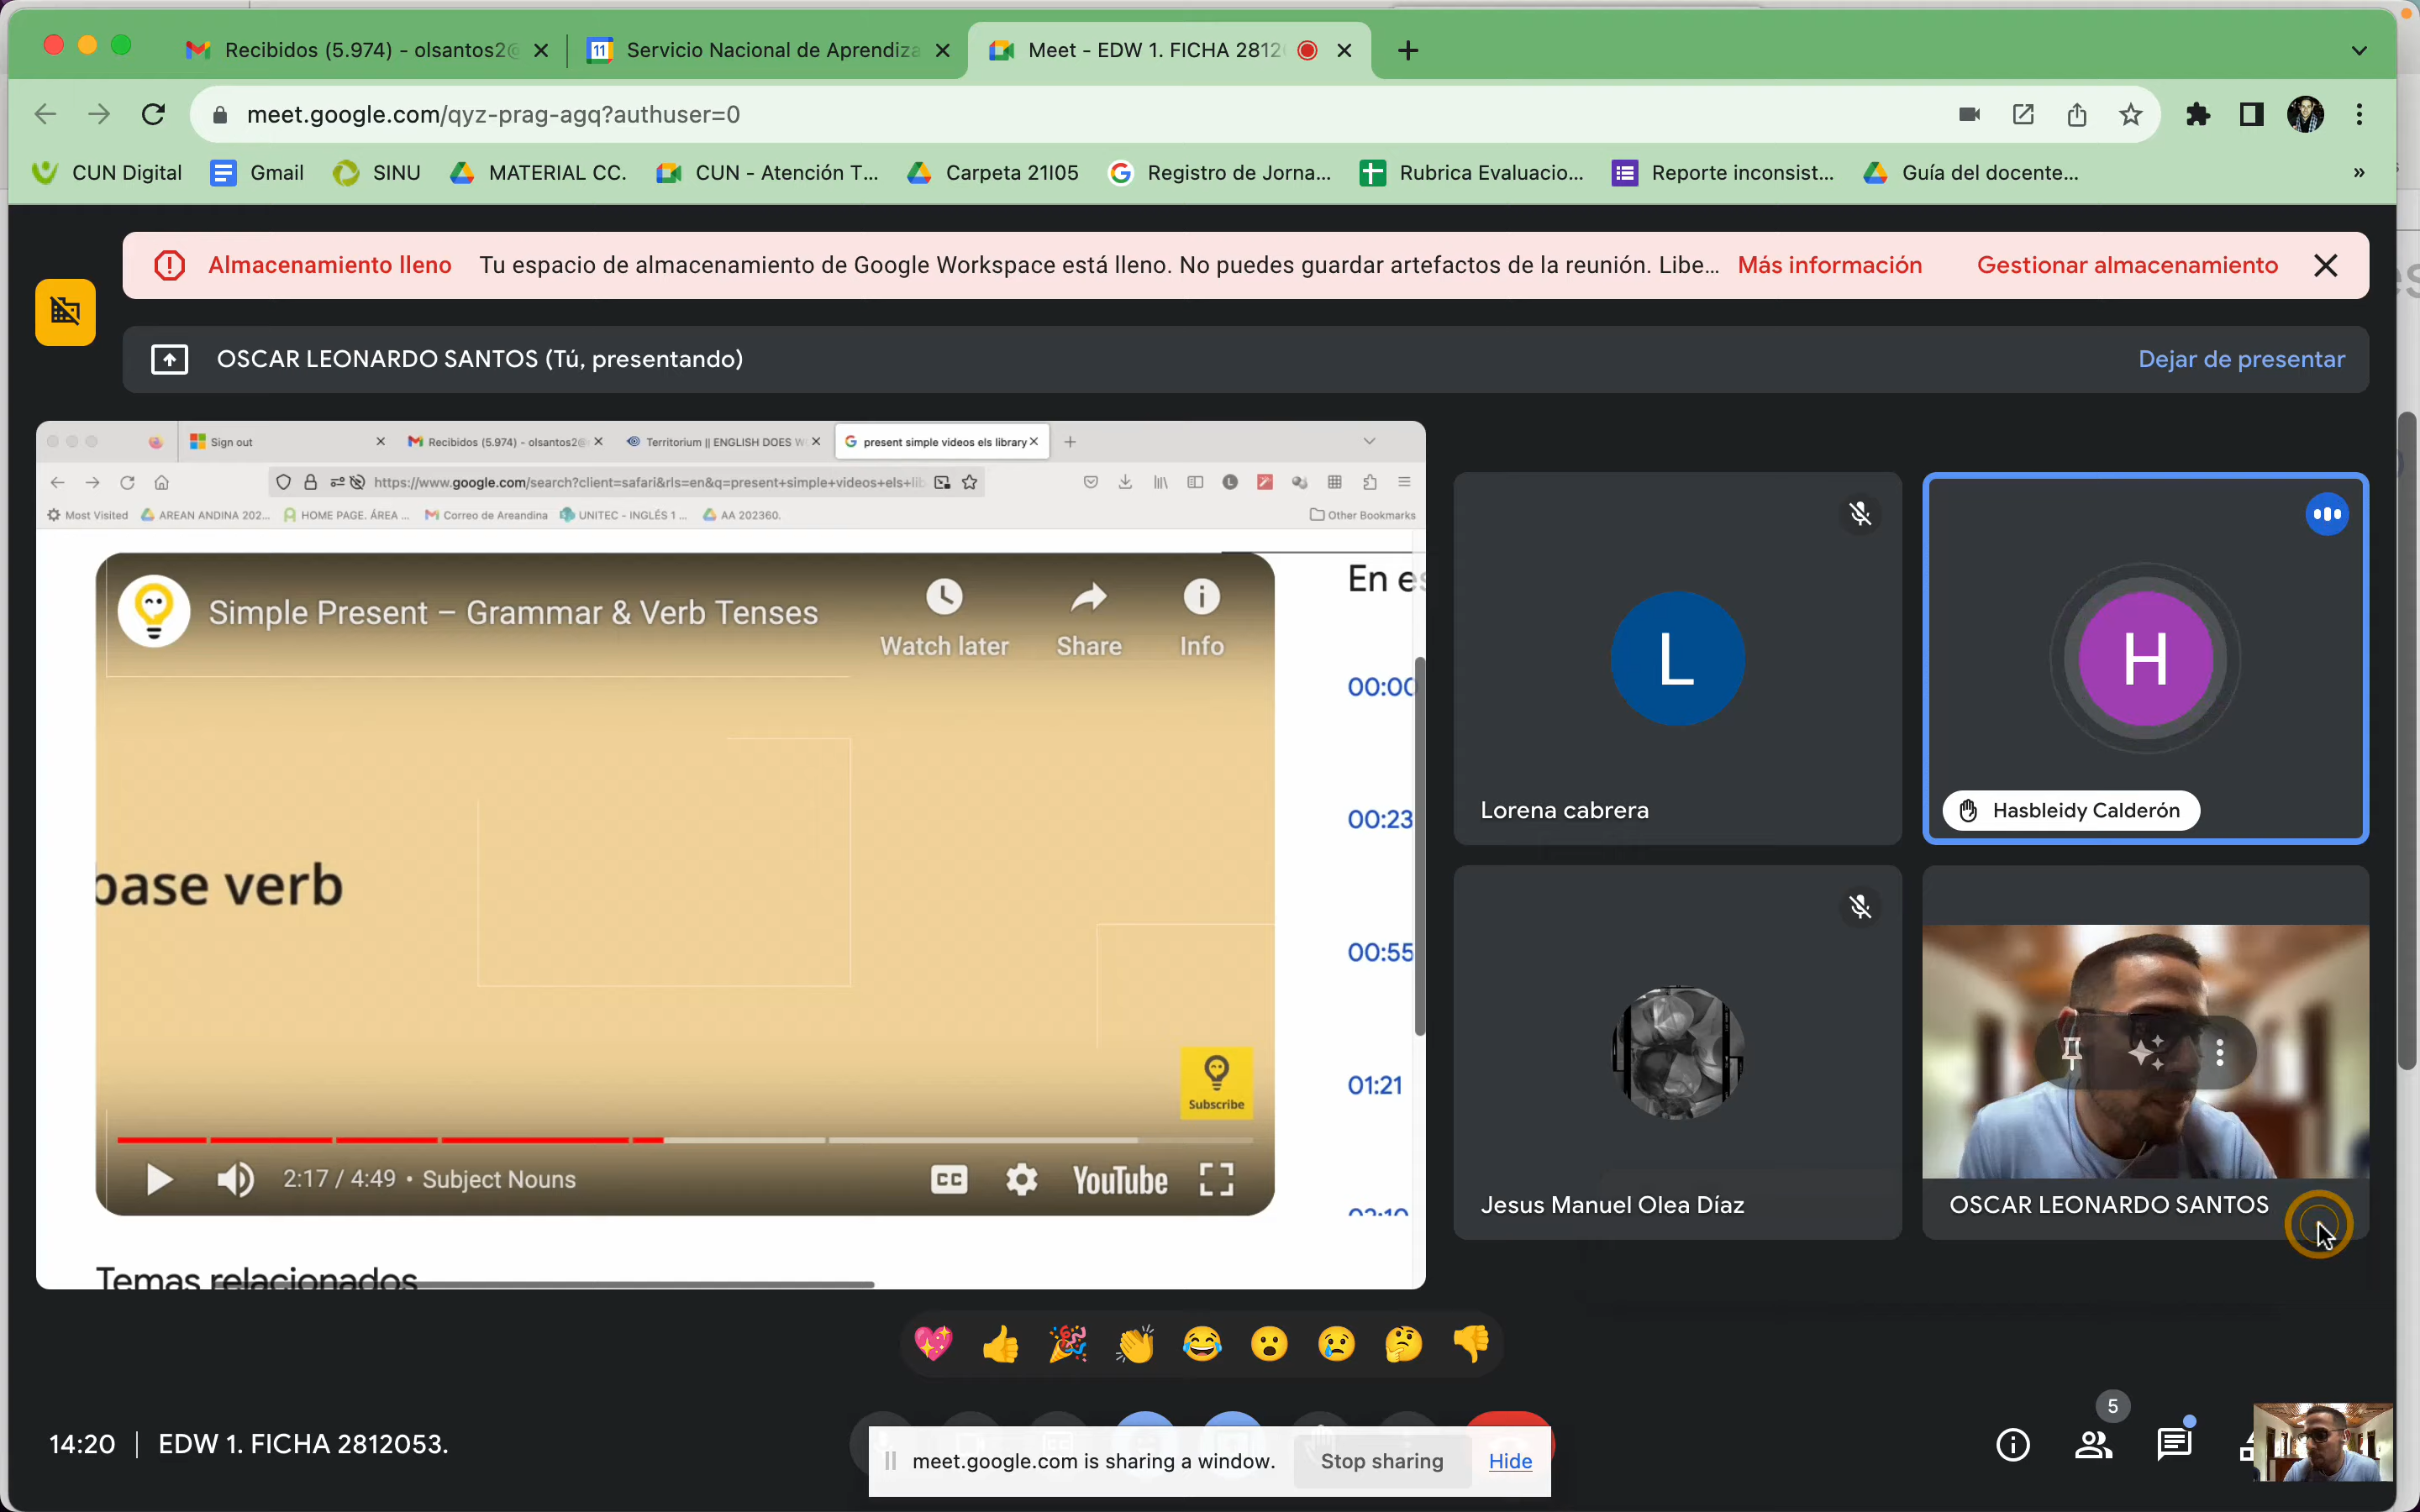 Recibidos (5.974) - olsantos2@
Servicio Nacional de Aprendiza
Meet - EDW 1. FICHA 2812
meet.google.com/qyz-prag-agq?authuser=0
CUN Digital
Gmail
SINU
MATERIAL CC.
CUN - Atención T...
Carpeta 21105
Registro de Jorna...
Rubrica Evaluacio...
Reporte inconsist...
Guía del docente...
»
Almacenamiento lleno Tu espacio de almacenamiento de Google Workspace está lleno. No puedes guardar artefactos de la reunión. Libe... Más información Gestionar almacenamiento
OSCAR LEONARDO SANTOS (Tú, presentando)
Dejar de presentar
Sign out
Recibidos (5.974) - olsantos2@
Territorium || ENGLISH DOES W
present simple videos els library
https://www.google.com/search?client=safari&rls=en&q=present+simple+videos+els+lib
Most Visited
AREAN ANDINA 202...
HOME PAGE. ÁREA ...
Correo de Areandina
UNITEC - INGLÉS 1 ...
AA 202360.
Other Bookmarks
Simple Present – Grammar & Verb Tenses
Watch later
Share
Info
base verb
Subscribe
2:17 / 4:49 • Subject Nouns
CC
YouTube
En es
00:00
00:23
00:55
01:21
02:10
Temas relacionados
L
Lorena cabrera
H
Hasbleidy Calderón
Jesus Manuel Olea Díaz
OSCAR LEONARDO SANTOS
14:20 | EDW 1. FICHA 2812053.
meet.google.com is sharing a window.
Stop sharing
Hide
5